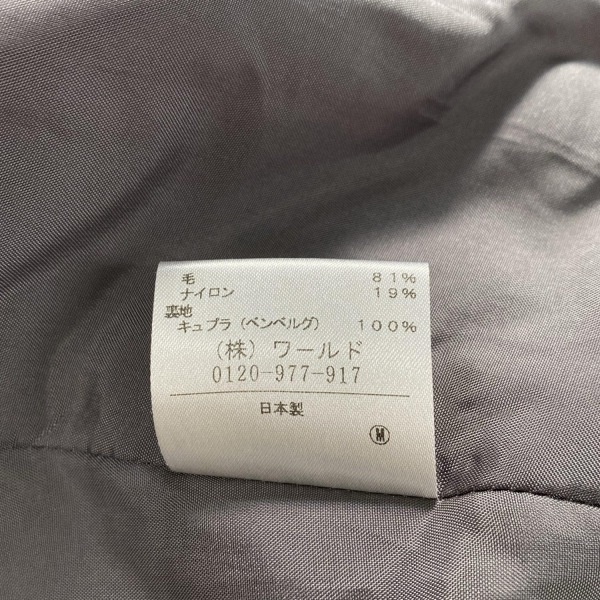 毛 81%
ナイロン 19%
裏地
キュプラ(ベンベルグ) 100%
(株)ワールド
0120-977-917
日本製
Ⓜ